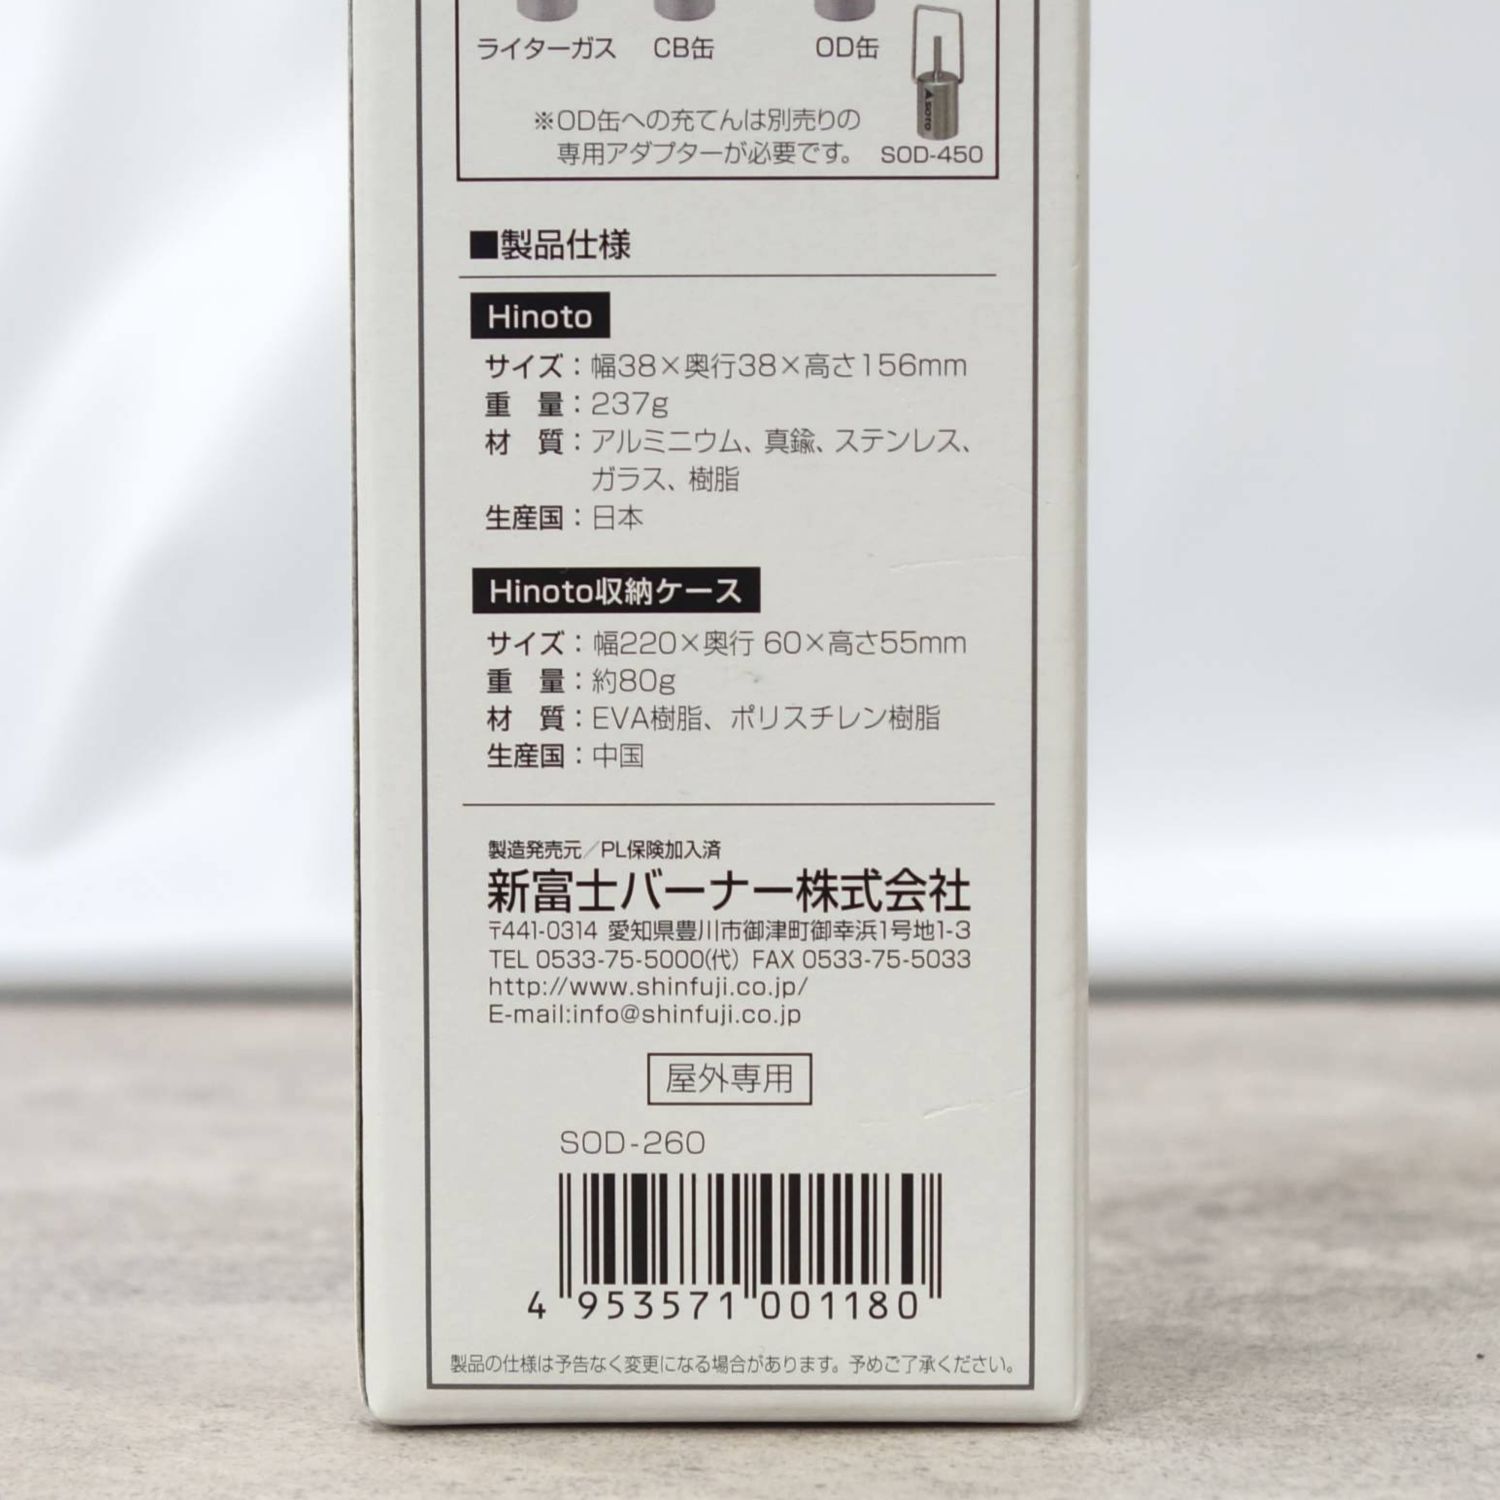 ライターガス CB缶 OD缶
SOTO
※OD缶への充てんは別売りの
専用アダプターが必要です。 SOD-450
■製品仕様
Hinoto
サイズ：幅38×奥行38×高さ156mm
重 量：237g
材 質：アルミニウム、真鍮、ステンレス、
ガラス、樹脂
生産国：日本
Hinoto収納ケース
サイズ：幅220×奥行 60×高さ55mm
重 量：約80g
材 質：EVA樹脂、ポリスチレン樹脂
生産国：中国
製造発売元／PL保険加入済
新富士バーナー株式会社
〒441-0314 愛知県豊川市御津町御幸浜1号地1-3
TEL 0533-75-5000(代) FAX 0533-75-5033
http://www.shinfuji.co.jp/
E-mail:info@shinfuji.co.jp
屋外専用
SOD-260
4 953571 001180
製品の仕様は予告なく変更になる場合があります。予めご了承ください。